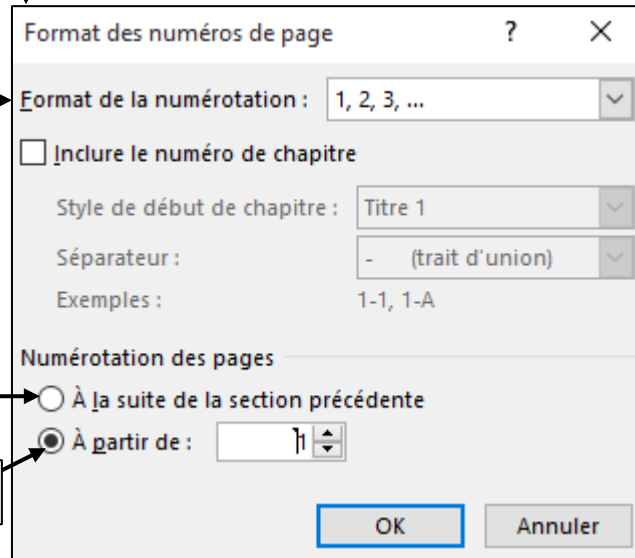 Format des numéros de page ? ×
Format de la numérotation : 1, 2, 3, ...
Inclure le numéro de chapitre
Style de début de chapitre : Titre 1
Séparateur : - (trait d'union)
Exemples : 1-1, 1-A
Numérotation des pages
À la suite de la section précédente
À partir de : 1
OK Annuler